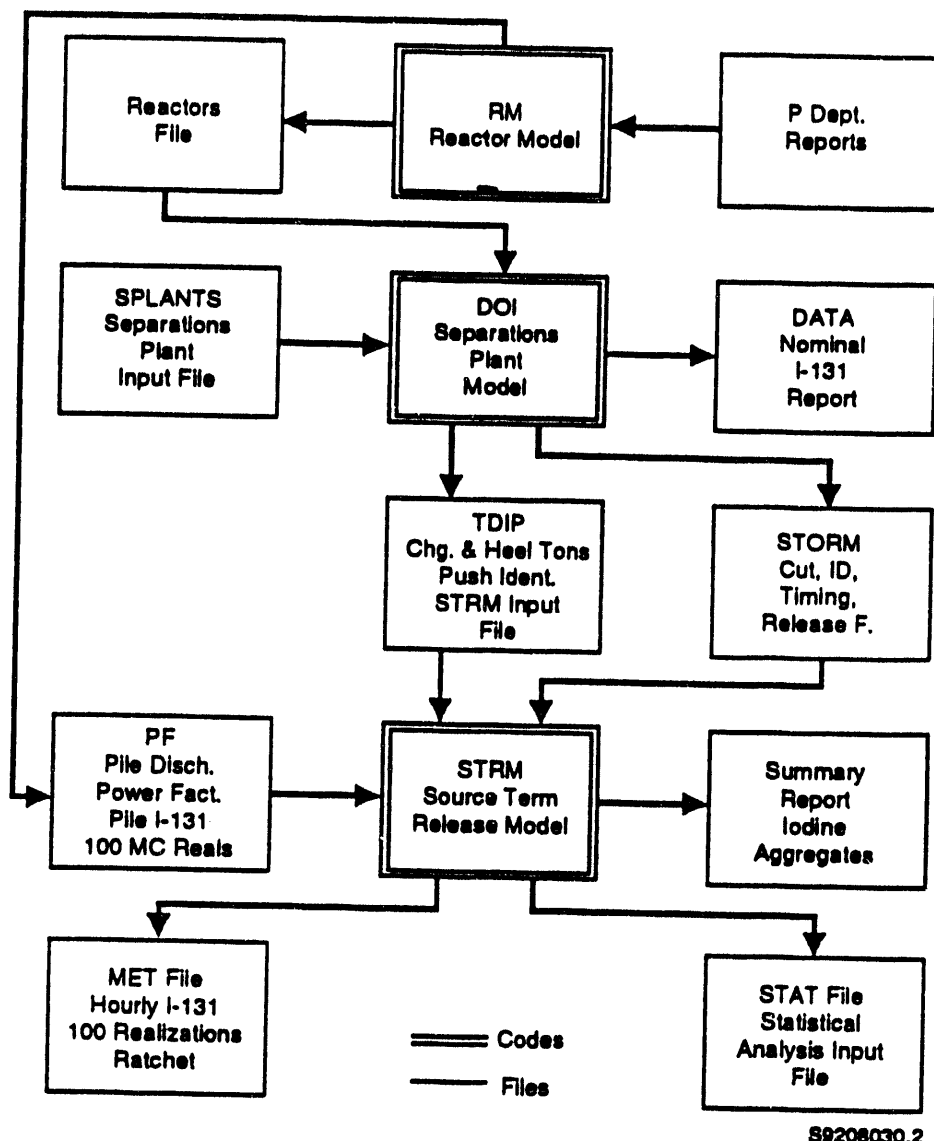 Reactors
File
RM
Reactor Model
P Dept.
Reports
SPLANTS
Separations
Plant
Input File
DOI
Separations
Plant
Model
DATA
Nominal
I-131
Report
TDIP
Chg. & Heel Tons
Push Ident.
STRM Input
File
STORM
Cut, ID,
Timing,
Release F.
PF
Pile Disch.
Power Fact.
Pile I-131
100 MC Reals
STRM
Source Term
Release Model
Summary
Report
Iodine
Aggregates
MET File
Hourly I-131
100 Realizations
Ratchet
STAT File
Statistical
Analysis Input
File
Codes
Files
S9208030.2